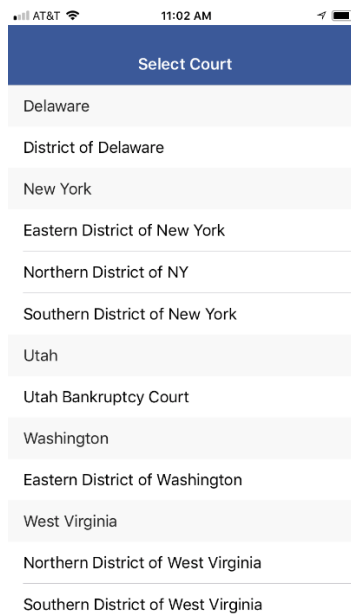 AT&T 11:02 AM
Select Court
Delaware
District of Delaware
New York
Eastern District of New York
Northern District of NY
Southern District of New York
Utah
Utah Bankruptcy Court
Washington
Eastern District of Washington
West Virginia
Northern District of West Virginia
Southern District of West Virginia